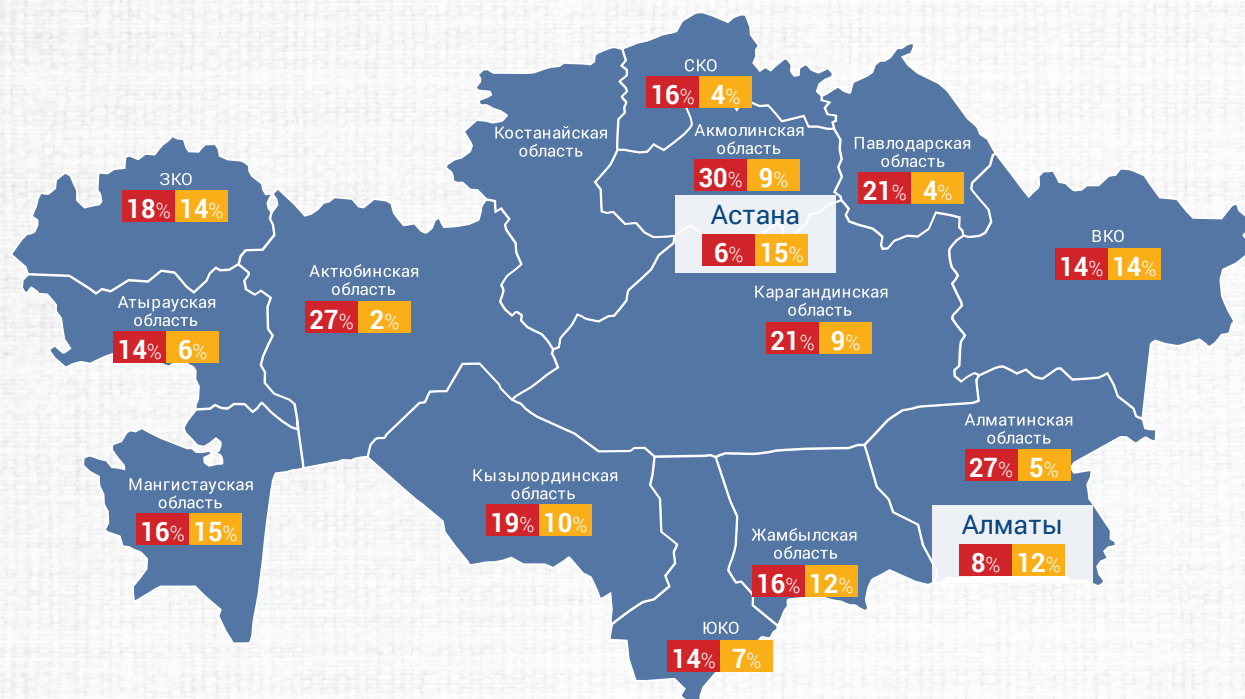 СКО
16% 4%
Костанайская
область
Акмолинская
область
30% 9%
Павлодарская
область
21% 4%
ЗКО
18% 14%
Астана
6% 15%
ВКО
14% 14%
Актюбинская
область
27% 2%
Атырауская
область
14% 6%
Карагандинская
область
21% 9%
Алматинская
область
27% 5%
Мангистауская
область
16% 15%
Кызылординская
область
19% 10%
Алматы
8% 12%
Жамбылская
область
16% 12%
ЮКО
14% 7%